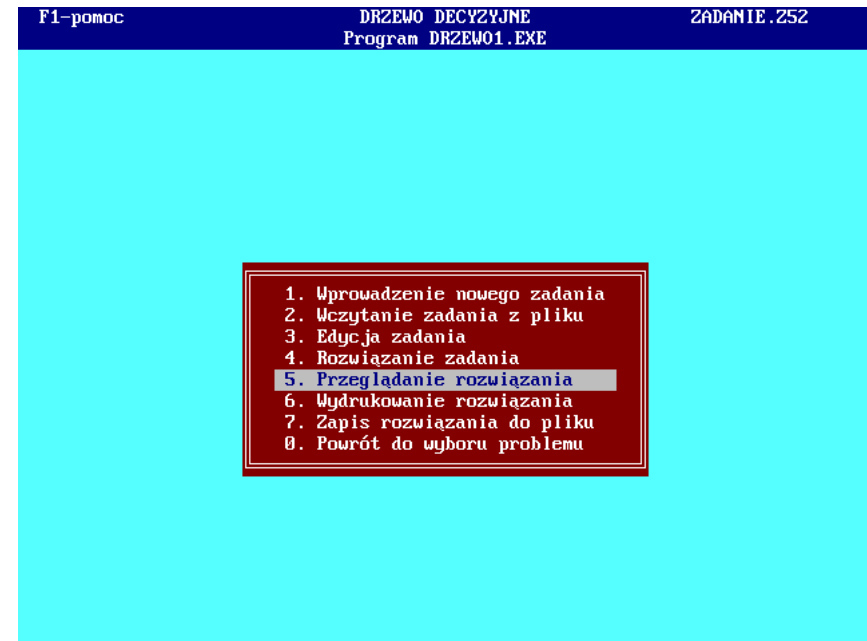 F1-pomoc DRZEWO DECYZYJNE ZADANIE.Z52
Program DRZEWO1.EXE
1. Wprowadzenie nowego zadania
2. Wczytanie zadania z pliku
3. Edycja zadania
4. Rozwiązanie zadania
5. Przeglądanie rozwiązania
6. Wydrukowanie rozwiązania
7. Zapis rozwiązania do pliku
0. Powrót do wyboru problemu